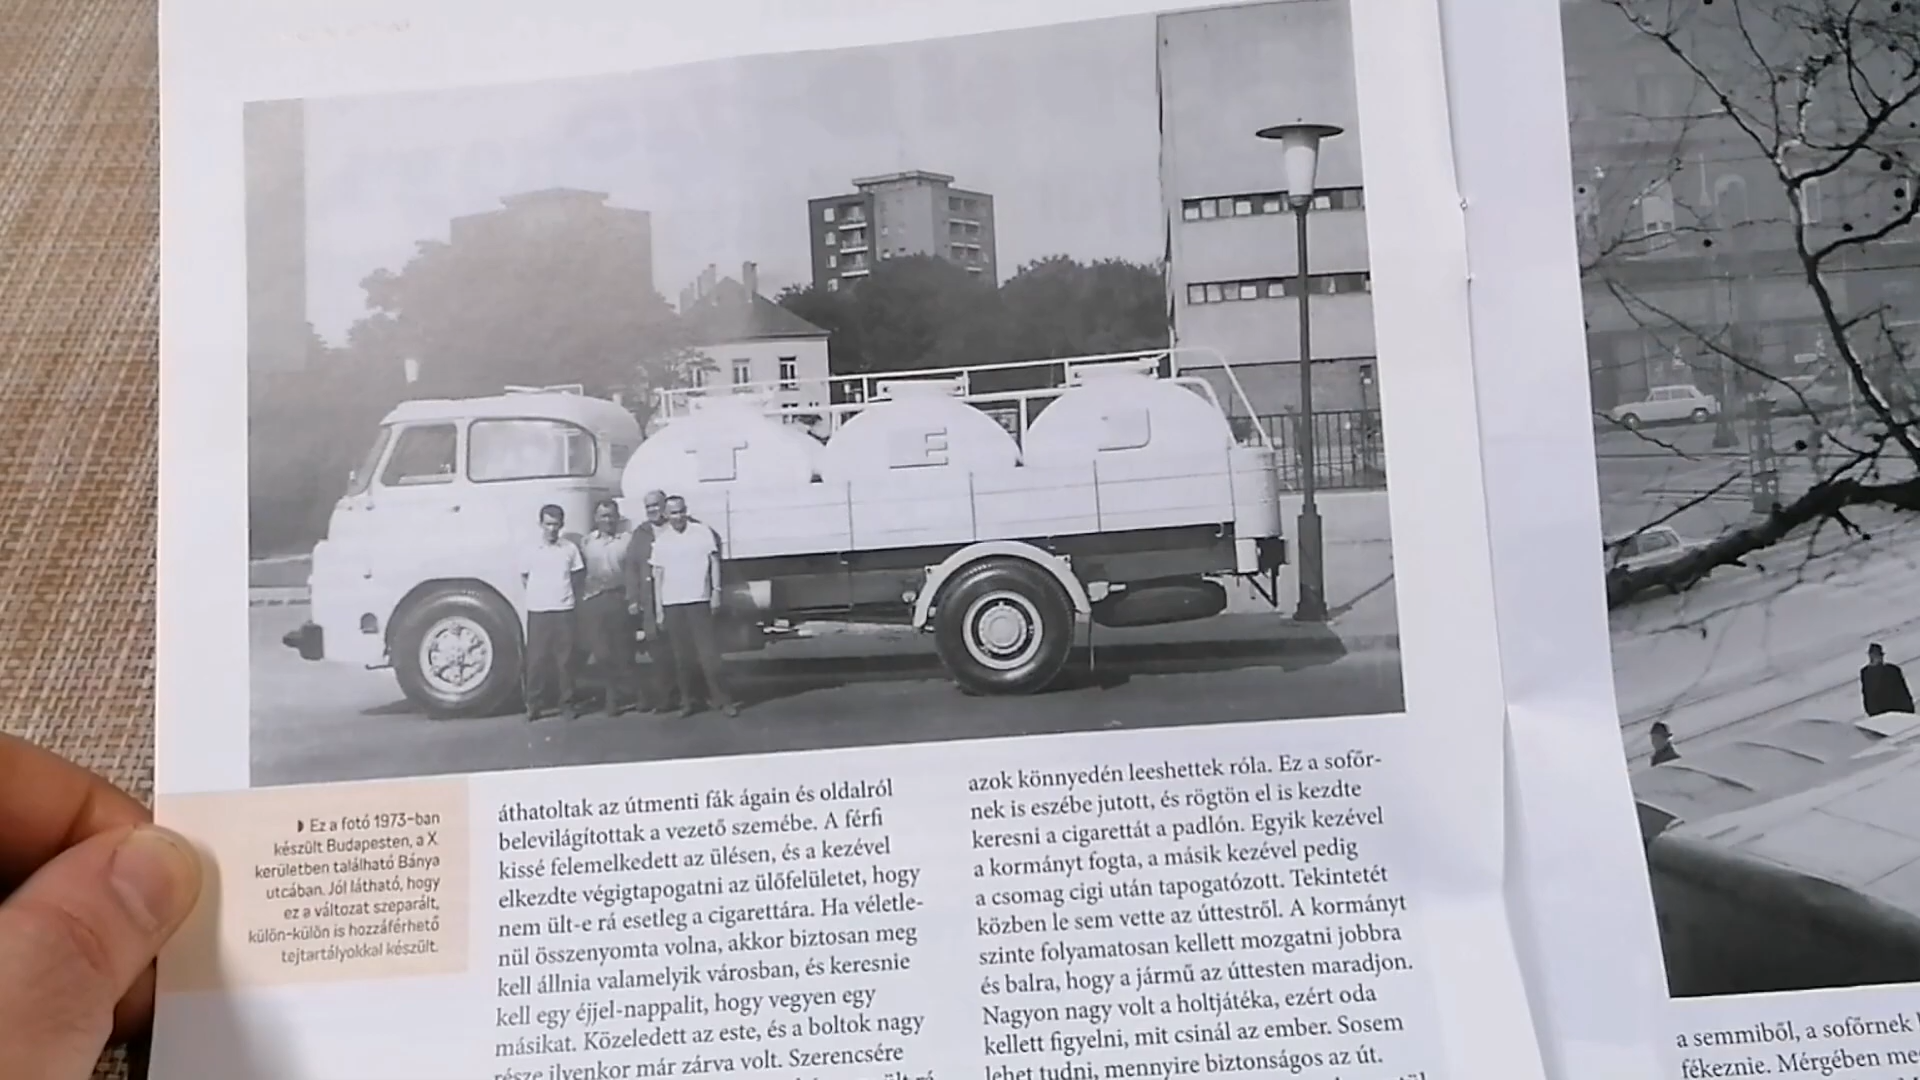 T E J
◗ Ez a fotó 1973-ban
készült Budapesten, a X.
kerületben található Bánya
utcában. Jól látható, hogy
ez a változat szeparált,
külön-külön is hozzáférhető
tejtartályokkal készült.
áthatoltak az útmenti fák ágain és oldalról
belevilágítottak a vezető szemébe. A férfi
kissé felemelkedett az ülésen, és a kezével
elkezdte végigtapogatni az ülőfelületet, hogy
nem ült-e rá esetleg a cigarettára. Ha véletle-
nül összenyomta volna, akkor biztosan meg
kell állnia valamelyik városban, és keresnie
kell egy éjjel-nappalit, hogy vegyen egy
másikat. Közeledett az este, és a boltok nagy
része ilyenkor már zárva volt. Szerencsére
azok könnyedén leeshettek róla. Ez a sofőr-
nek is eszébe jutott, és rögtön el is kezdte
keresni a cigarettát a padlón. Egyik kezével
a kormányt fogta, a másik kezével pedig
a csomag cigi után tapogatózott. Tekintetét
közben le sem vette az úttestről. A kormányt
szinte folyamatosan kellett mozgatni jobbra
és balra, hogy a jármű az úttesten maradjon.
Nagyon nagy volt a holtjátéka, ezért oda
kellett figyelni, mit csinál az ember. Sosem
lehet tudni, mennyire biztonságos az út.
a semmiből, a sofőrnek
fékeznie. Mérgében